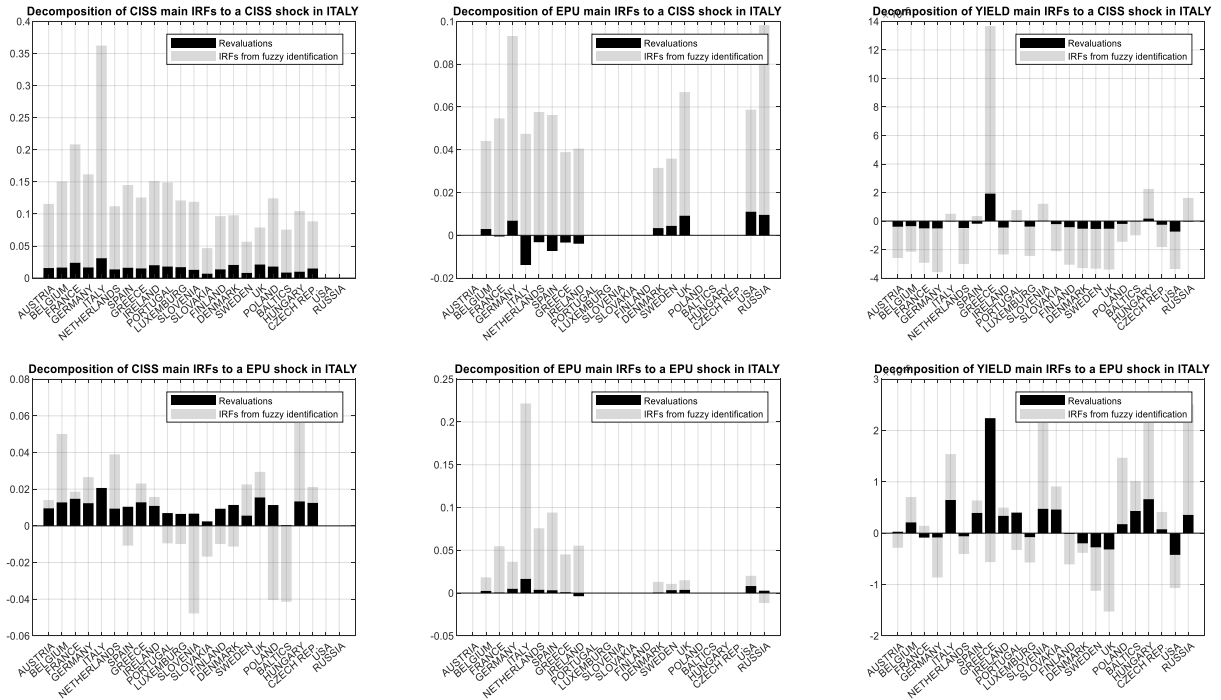 Decomposition of CISS main IRFs to a CISS shock in ITALY
0.4
0.35
0.3
0.25
0.2
0.15
0.1
0.05
0
Revaluations
IRFs from fuzzy identification
AUSTRIA
BELGIUM
FRANCE
GERMANY
ITALY
NETHERLANDS
SPAIN
GREECE
IRELAND
PORTUGAL
LUXEMBURG
SLOVENIA
SLOVAKIA
FINLAND
DENMARK
SWEDEN
UK
POLAND
BALTICS
HUNGARY
CZECH REP
USA
RUSSIA
Decomposition of EPU main IRFs to a CISS shock in ITALY
0.1
0.08
0.06
0.04
0.02
0
-0.02
Revaluations
IRFs from fuzzy identification
AUSTRIA
BELGIUM
FRANCE
GERMANY
ITALY
NETHERLANDS
SPAIN
GREECE
IRELAND
PORTUGAL
LUXEMBURG
SLOVENIA
SLOVAKIA
FINLAND
DENMARK
SWEDEN
UK
POLAND
BALTICS
HUNGARY
CZECH REP
USA
RUSSIA
Decomposition of YIELD main IRFs to a CISS shock in ITALY
14
12
10
8
6
4
2
0
-2
-4
Revaluations
IRFs from fuzzy identification
AUSTRIA
BELGIUM
FRANCE
GERMANY
ITALY
NETHERLANDS
SPAIN
GREECE
IRELAND
PORTUGAL
LUXEMBURG
SLOVENIA
SLOVAKIA
FINLAND
DENMARK
SWEDEN
UK
POLAND
BALTICS
HUNGARY
CZECH REP
USA
RUSSIA
Decomposition of CISS main IRFs to a EPU shock in ITALY
0.08
0.06
0.04
0.02
0
-0.02
-0.04
-0.06
Revaluations
IRFs from fuzzy identification
AUSTRIA
BELGIUM
FRANCE
GERMANY
ITALY
NETHERLANDS
SPAIN
GREECE
IRELAND
PORTUGAL
LUXEMBURG
SLOVENIA
SLOVAKIA
FINLAND
DENMARK
SWEDEN
UK
POLAND
BALTICS
HUNGARY
CZECH REP
USA
RUSSIA
Decomposition of EPU main IRFs to a EPU shock in ITALY
0.25
0.2
0.15
0.1
0.05
0
-0.05
Revaluations
IRFs from fuzzy identification
AUSTRIA
BELGIUM
FRANCE
GERMANY
ITALY
NETHERLANDS
SPAIN
GREECE
IRELAND
PORTUGAL
LUXEMBURG
SLOVENIA
SLOVAKIA
FINLAND
DENMARK
SWEDEN
UK
POLAND
BALTICS
HUNGARY
CZECH REP
USA
RUSSIA
Decomposition of YIELD main IRFs to a EPU shock in ITALY
3
2
1
0
-1
-2
Revaluations
IRFs from fuzzy identification
AUSTRIA
BELGIUM
FRANCE
GERMANY
ITALY
NETHERLANDS
SPAIN
GREECE
IRELAND
PORTUGAL
LUXEMBURG
SLOVENIA
SLOVAKIA
FINLAND
DENMARK
SWEDEN
UK
POLAND
BALTICS
HUNGARY
CZECH REP
USA
RUSSIA